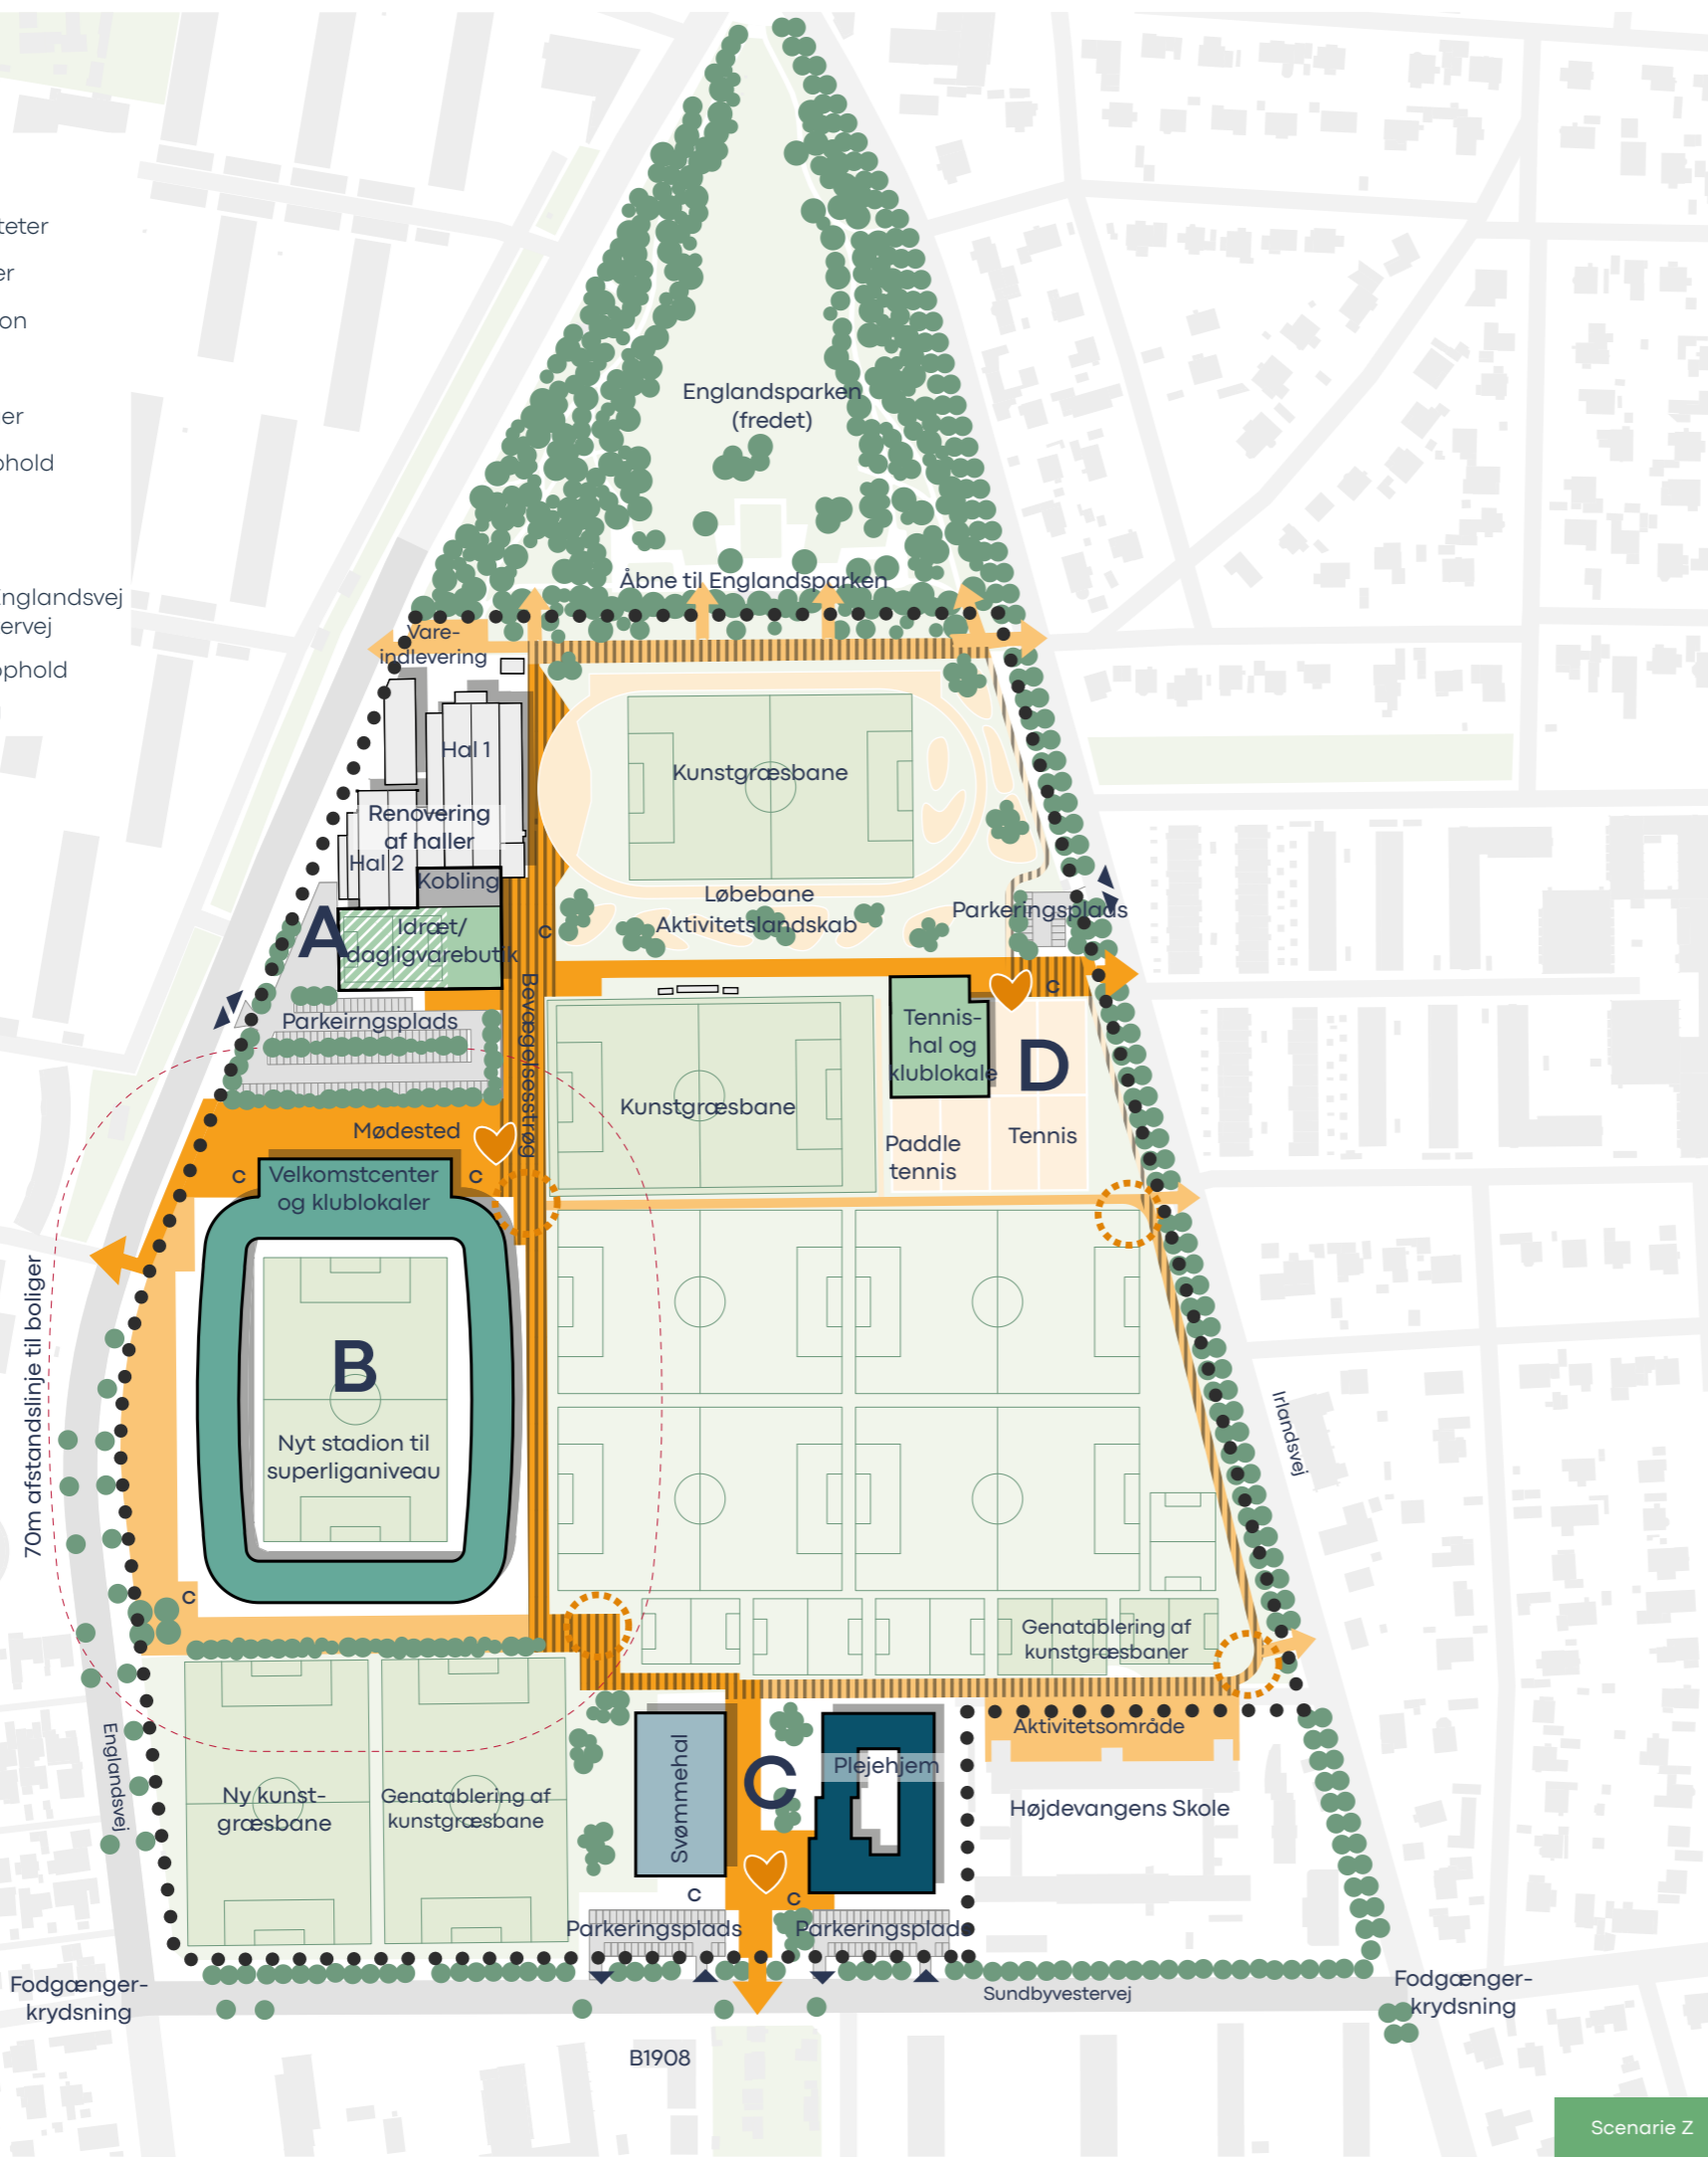 teter
er
on
er
phold
Englandsvej
ervej
ophold
Englandsparken
(fredet)
Åbne til Englandsparken
Vare-
indlevering
Hal 1
Kunstgræsbane
Renovering
af haller
Hal 2
Kobling
Løbebane
Aktivitetslandskab
Parkeringsplads
A
Idræt/
dagligvarebutik
C
C
Bevægelsesstrøg
Parkeirngsplads
Tennis-
hal og
klublokale
D
Kunstgræsbane
Mødested
Paddle
tennis
Tennis
C
Velkomstcenter
og klublokaler
C
70m afstandslinje til boliger
B
Nyt stadion til
superliganiveau
Irlandsvej
C
Genatablering af
kunstgræsbaner
Aktivitetsområde
Englandsvej
Ny kunst-
græsbane
Genatablering af
kunstgræsbane
Svømmehal
C
Plejehjem
Højdevangens Skole
C
C
Parkeringsplads
Parkeringsplads
Fodgænger-
krydsning
Sundbyvestervej
Fodgænger-
krydsning
B1908
Scenarie Z